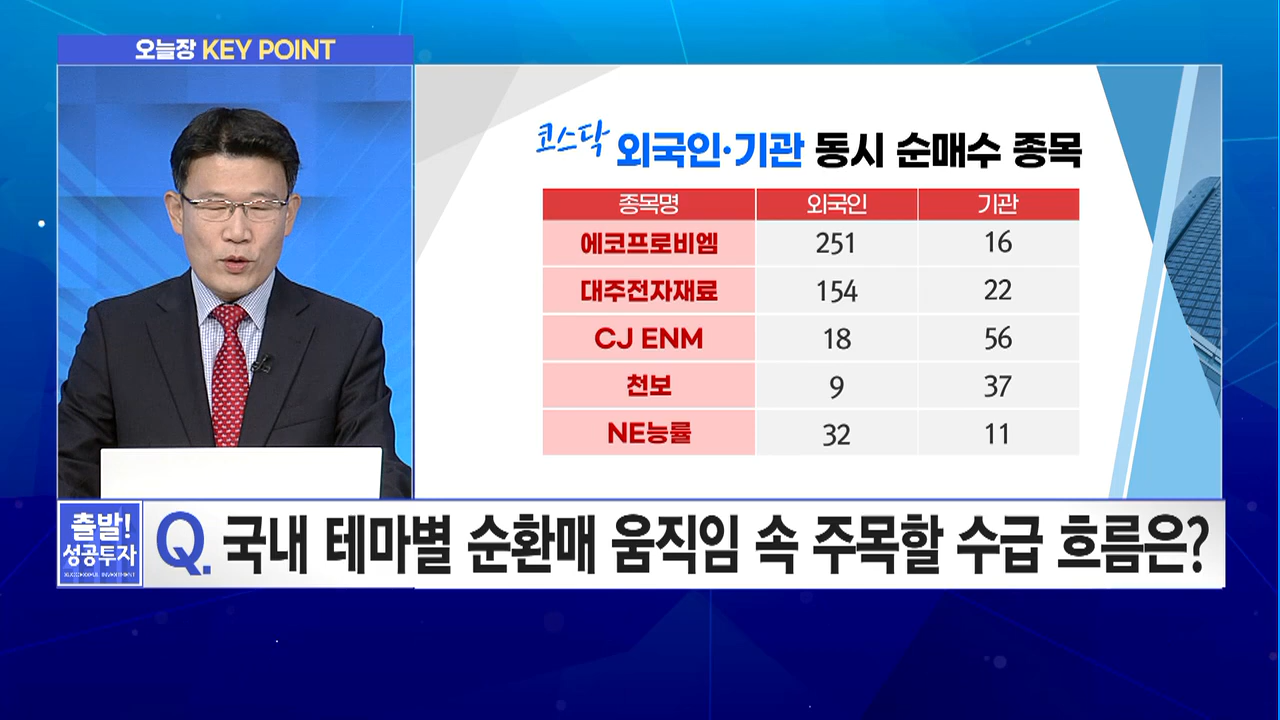 오늘장 KEY POINT
코스닥 외국인·기관 동시 순매수 종목
종목명 외국인 기관
에코프로비엠 251 16
대주전자재료 154 22
CJ ENM 18 56
천보 9 37
NE능률 32 11
출발!
성공투자
SUCCESSFUL INVESTMENT
Q. 국내 테마별 순환매 움직임 속 주목할 수급 흐름은?